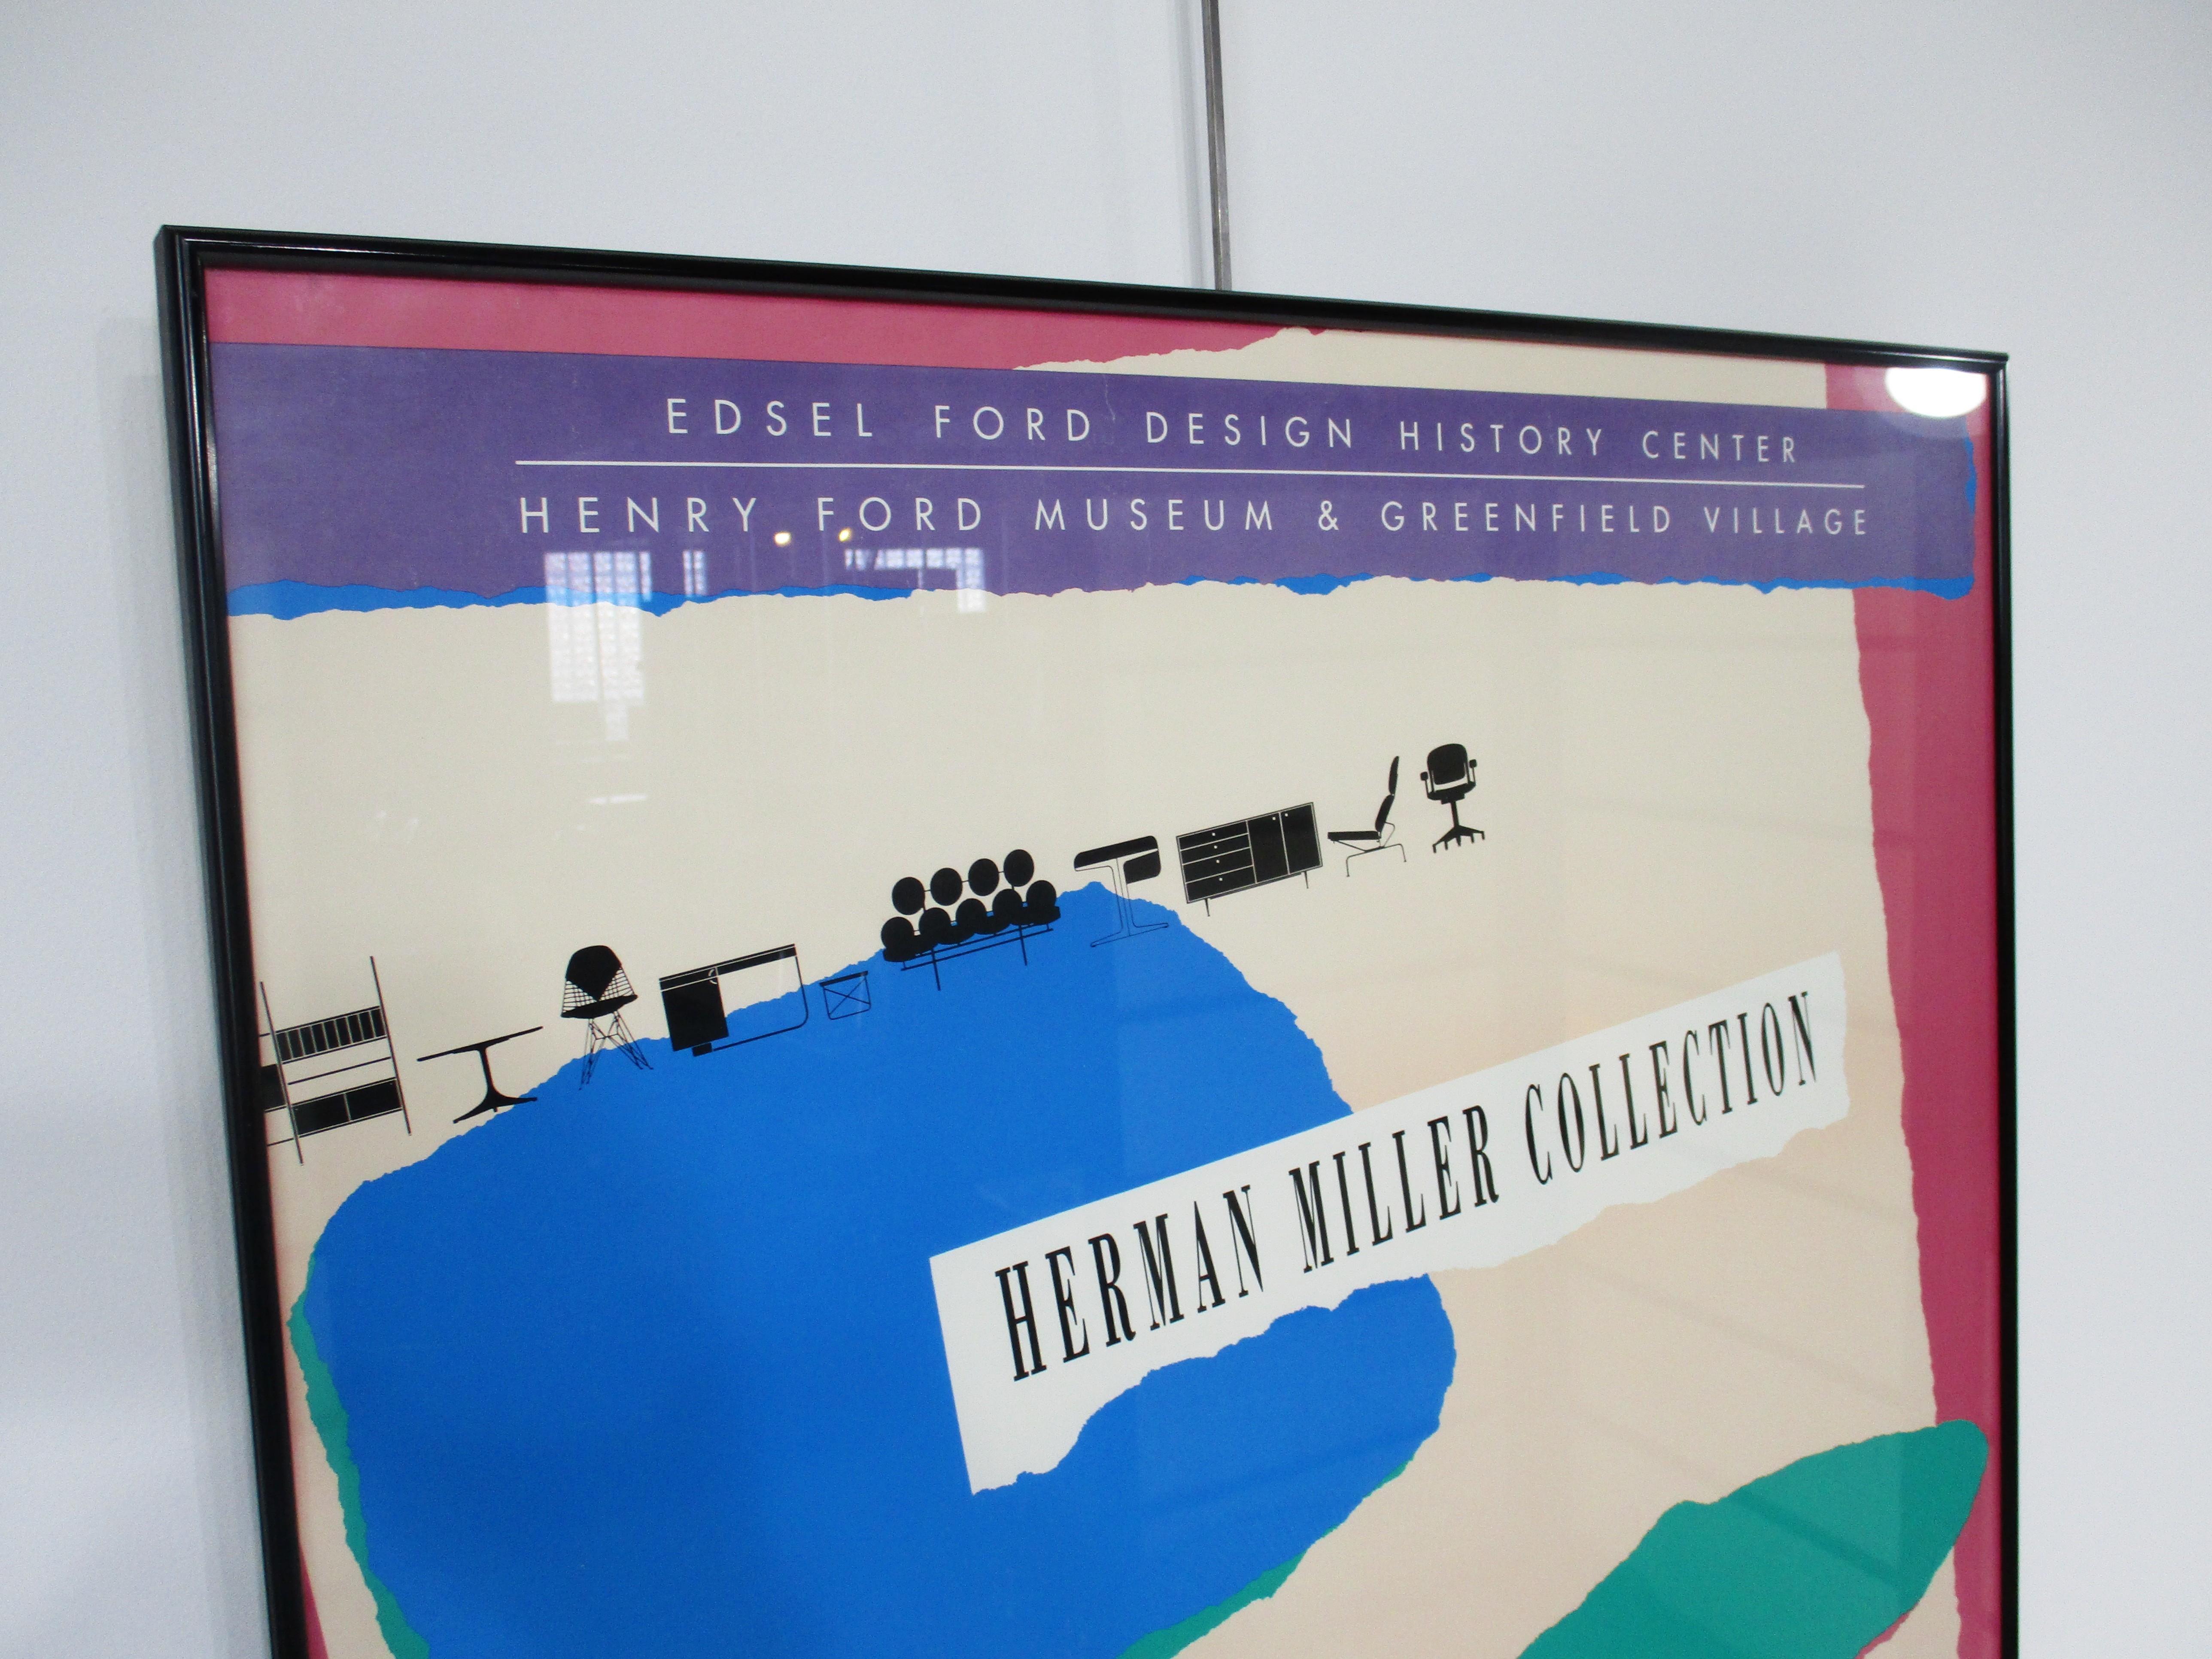 EDSEL FORD DESIGN HISTORY CENTER
HENRY FORD MUSEUM & GREENFIELD VILLAGE
HERMAN MILLER COLLECTION